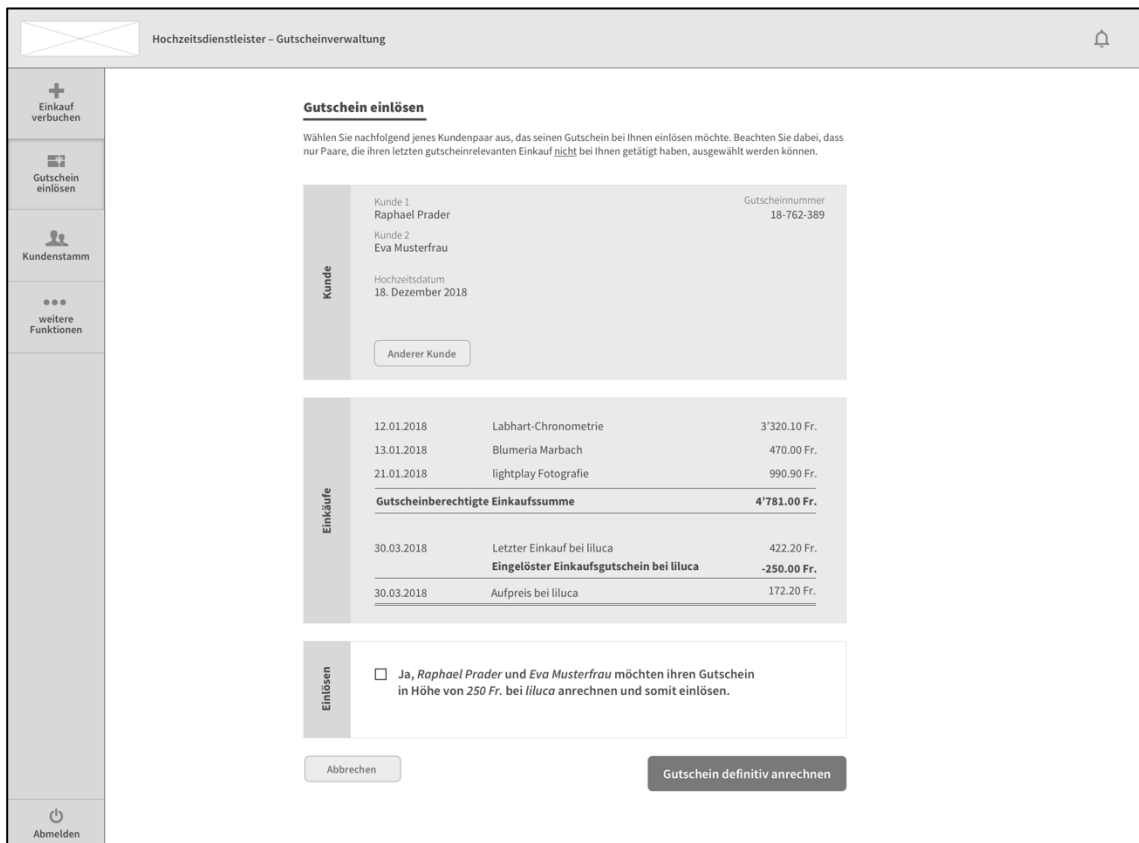 Hochzeitsdienstleister – Gutscheinverwaltung
Einkauf
verbuchen
Gutschein
einlösen
Kundenstamm
weitere
Funktionen
Abmelden
Gutschein einlösen
Wählen Sie nachfolgend jenes Kundenpaar aus, das seinen Gutschein bei Ihnen einlösen möchte. Beachten Sie dabei, dass
nur Paare, die ihren letzten gutscheinrelevanten Einkauf nicht bei Ihnen getätigt haben, ausgewählt werden können.
Kunde
Kunde 1 Gutscheinnummer
Raphael Prader 18-762-389
Kunde 2
Eva Musterfrau
Hochzeitsdatum
18. Dezember 2018
Anderer Kunde
Einkäufe
12.01.2018 Labhart-Chronometrie 3'320.10 Fr.
13.01.2018 Blumeria Marbach 470.00 Fr.
21.01.2018 lightplay Fotografie 990.90 Fr.
Gutscheinberechtigte Einkaufssumme 4'781.00 Fr.
30.03.2018 Letzter Einkauf bei liluca 422.20 Fr.
Eingelöster Einkaufsgutschein bei liluca -250.00 Fr.
30.03.2018 Aufpreis bei liluca 172.20 Fr.
Einlösen
Ja, Raphael Prader und Eva Musterfrau möchten ihren Gutschein
in Höhe von 250 Fr. bei liluca anrechnen und somit einlösen.
Abbrechen
Gutschein definitiv anrechnen